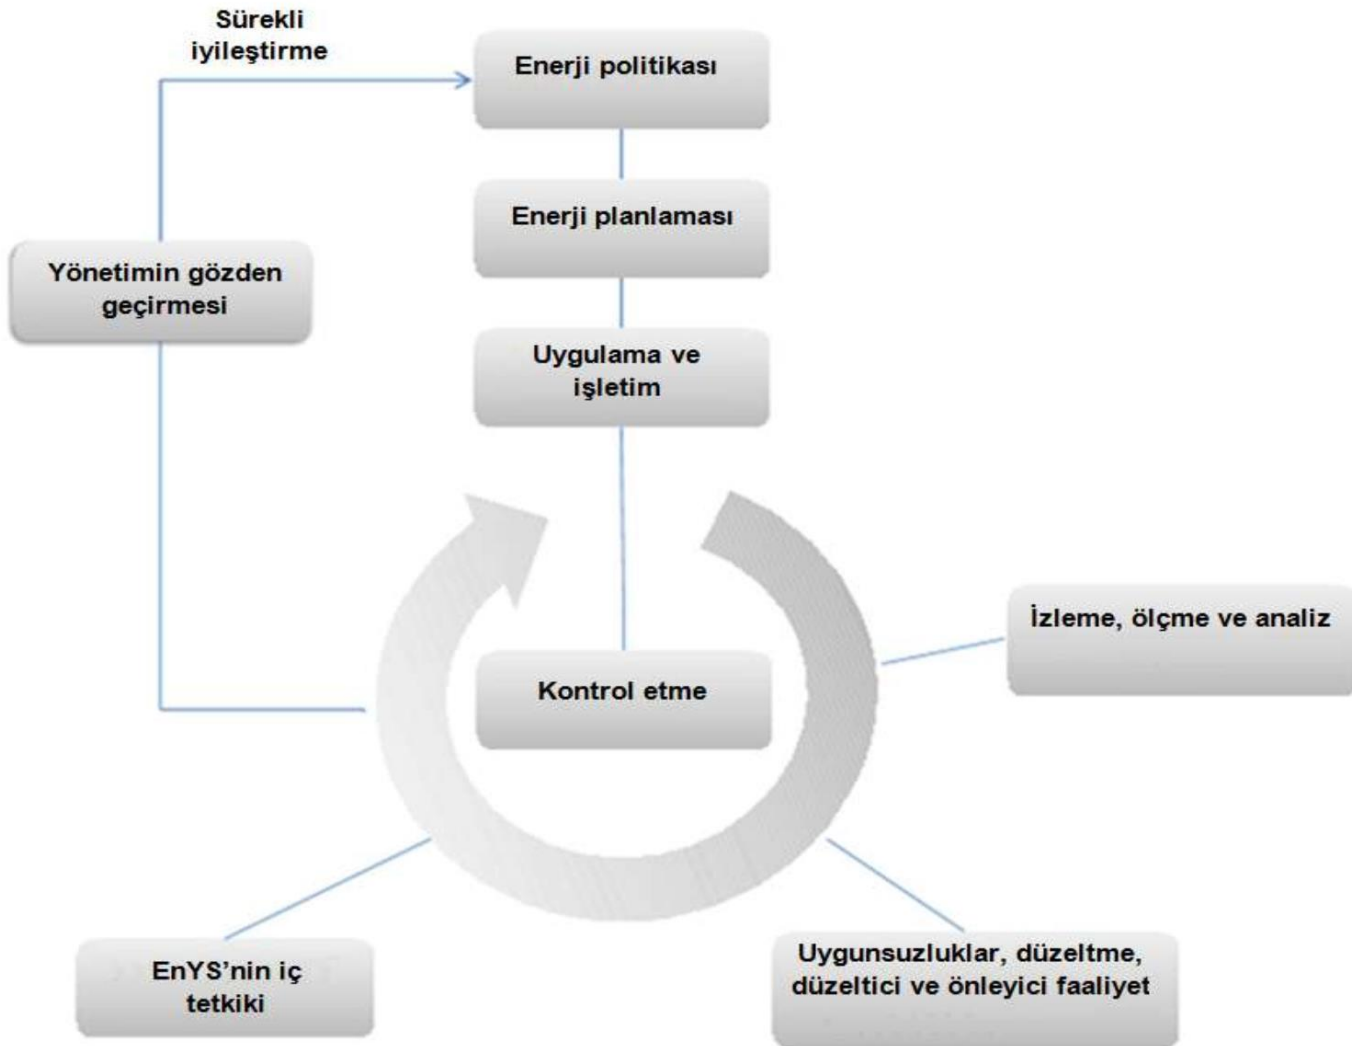 Sürekli
iyileştirme
Enerji politikası
Enerji planlaması
Yönetimin gözden
geçirmesi
Uygulama ve
işletim
İzleme, ölçme ve analiz
Kontrol etme
EnYS’nin iç
tetkiki
Uygunsuzluklar, düzeltme,
düzeltici ve önleyici faaliyet